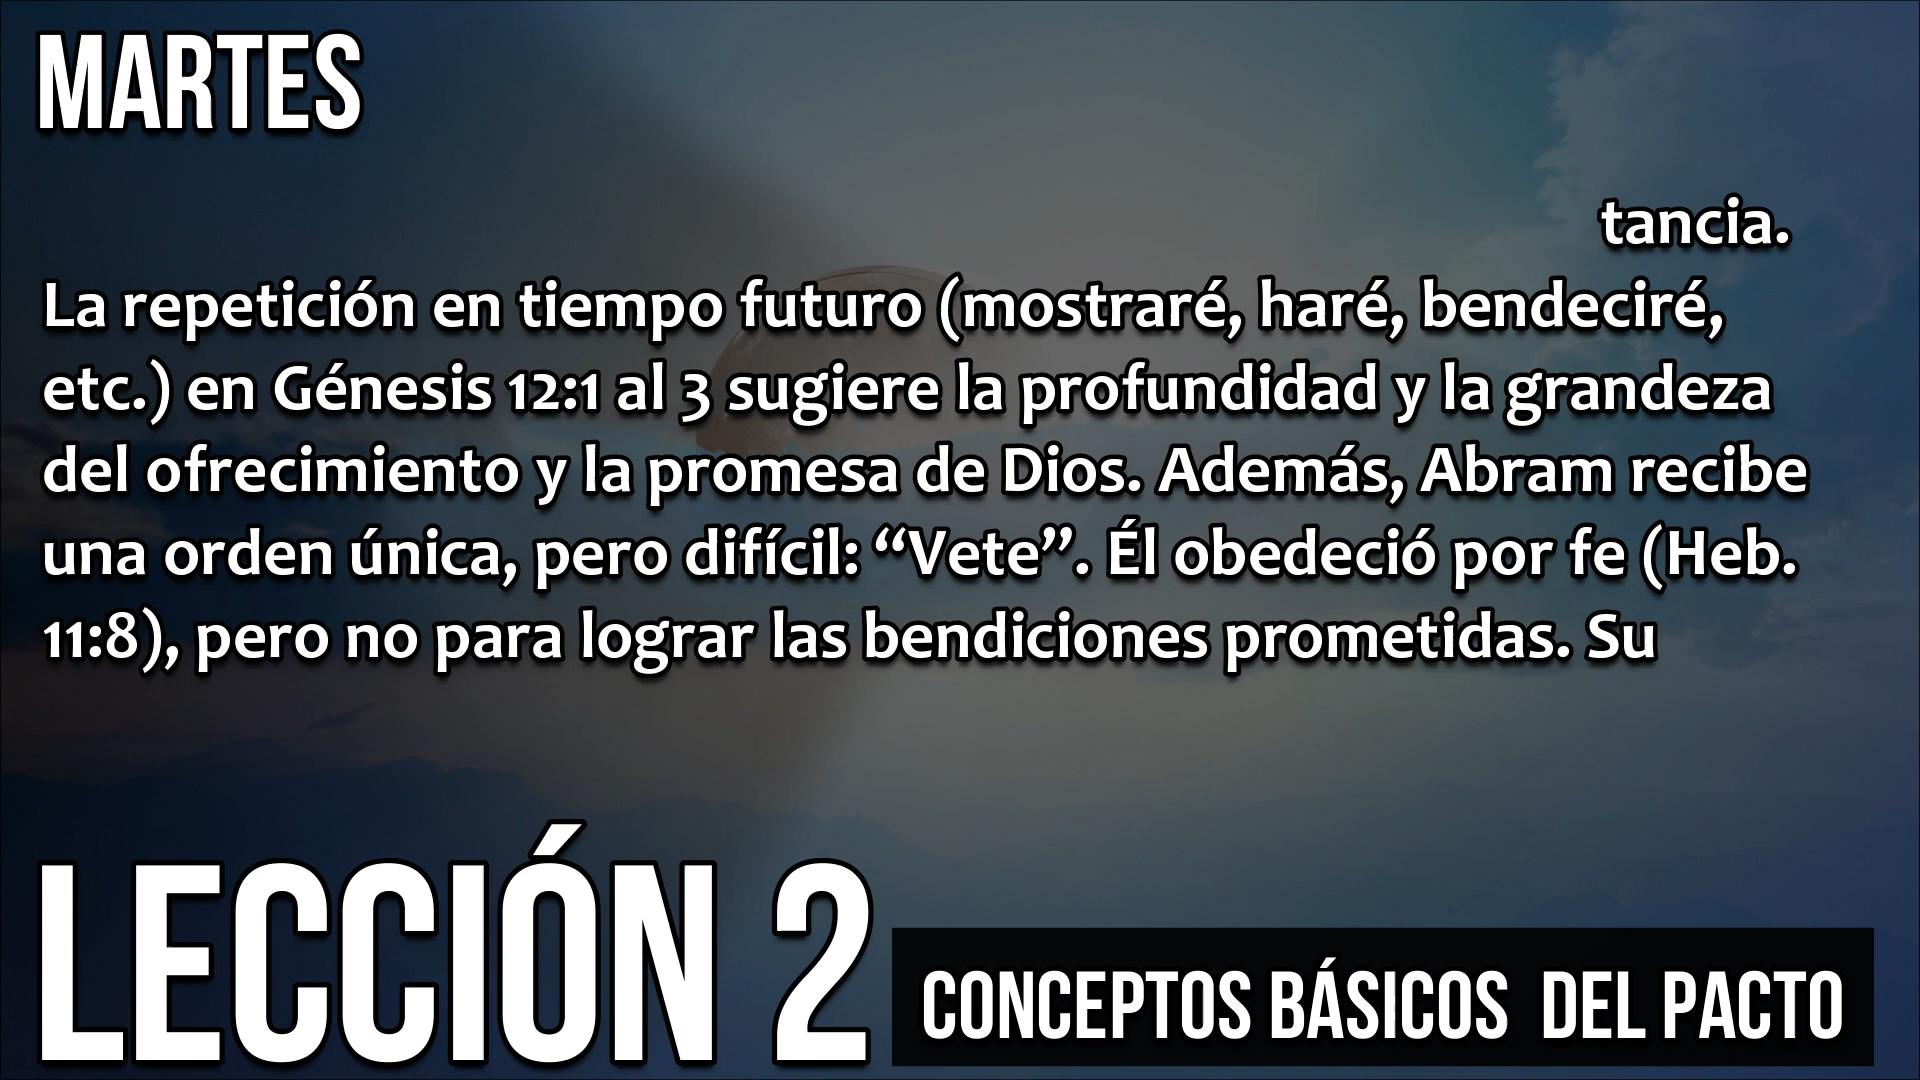 MARTES
tancia.
La repetición en tiempo futuro (mostraré, haré, bendeciré,
etc.) en Génesis 12:1 al 3 sugiere la profundidad y la grandeza
del ofrecimiento y la promesa de Dios. Además, Abram recibe
una orden única, pero difícil: “Vete”. Él obedeció por fe (Heb.
11:8), pero no para lograr las bendiciones prometidas. Su
LECCIÓN 2
CONCEPTOS BÁSICOS DEL PACTO